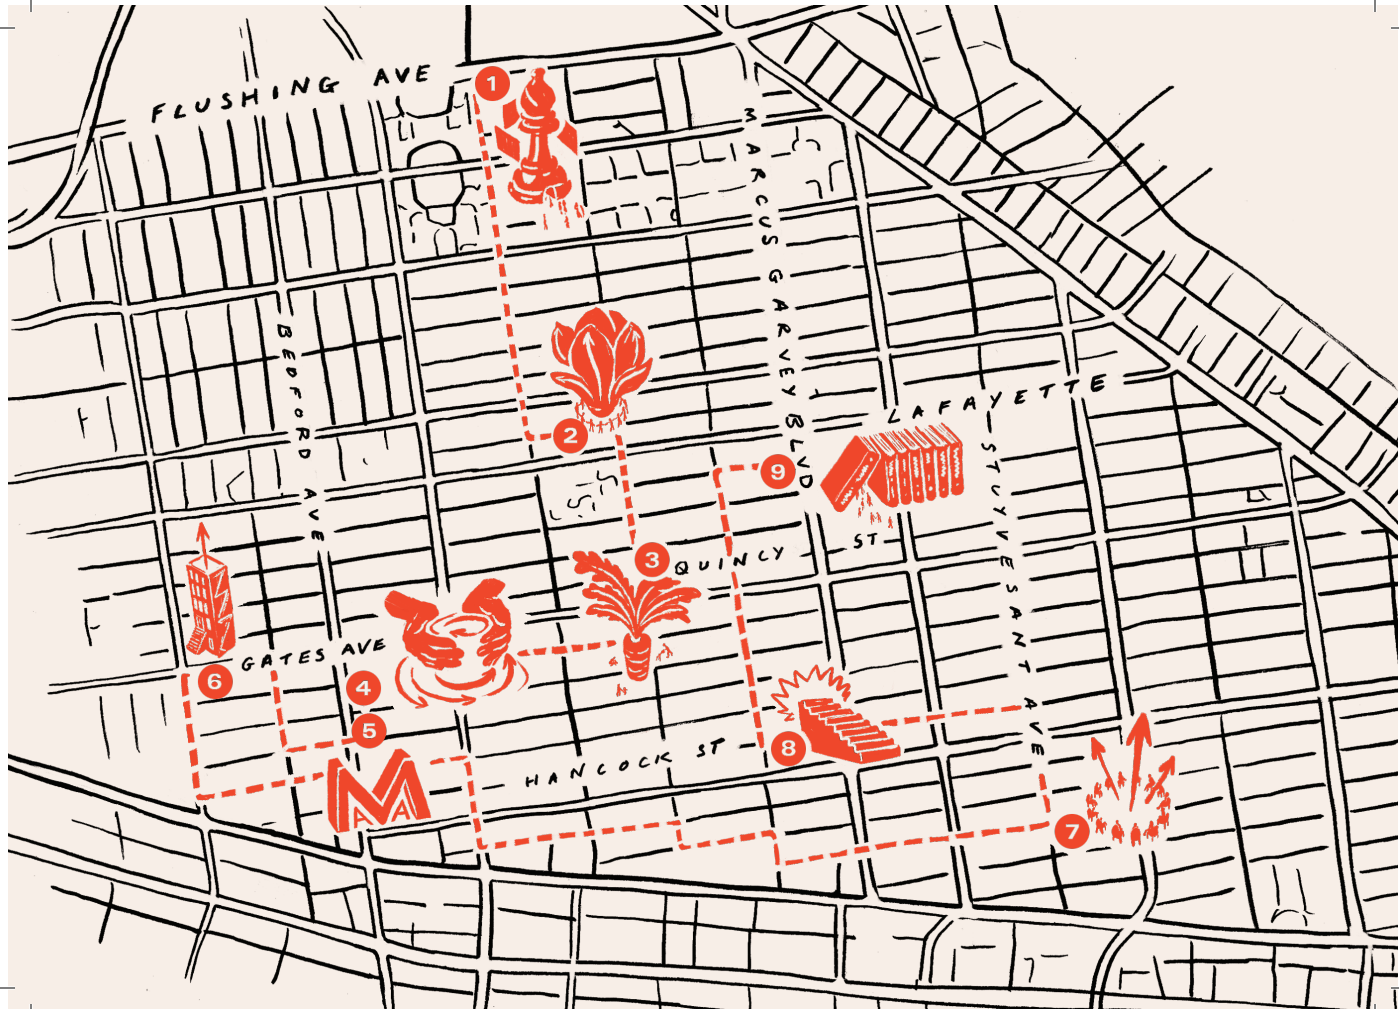 FLUSHING AVE
1
MARCUS GARVEY BLVD
BEDFORD AVE
LAFAYETTE
ST
2
9
STUYVESANT AVE
3
QUINCY
GATES AVE
6
4
5
HANCOCK ST
8
MAA
7